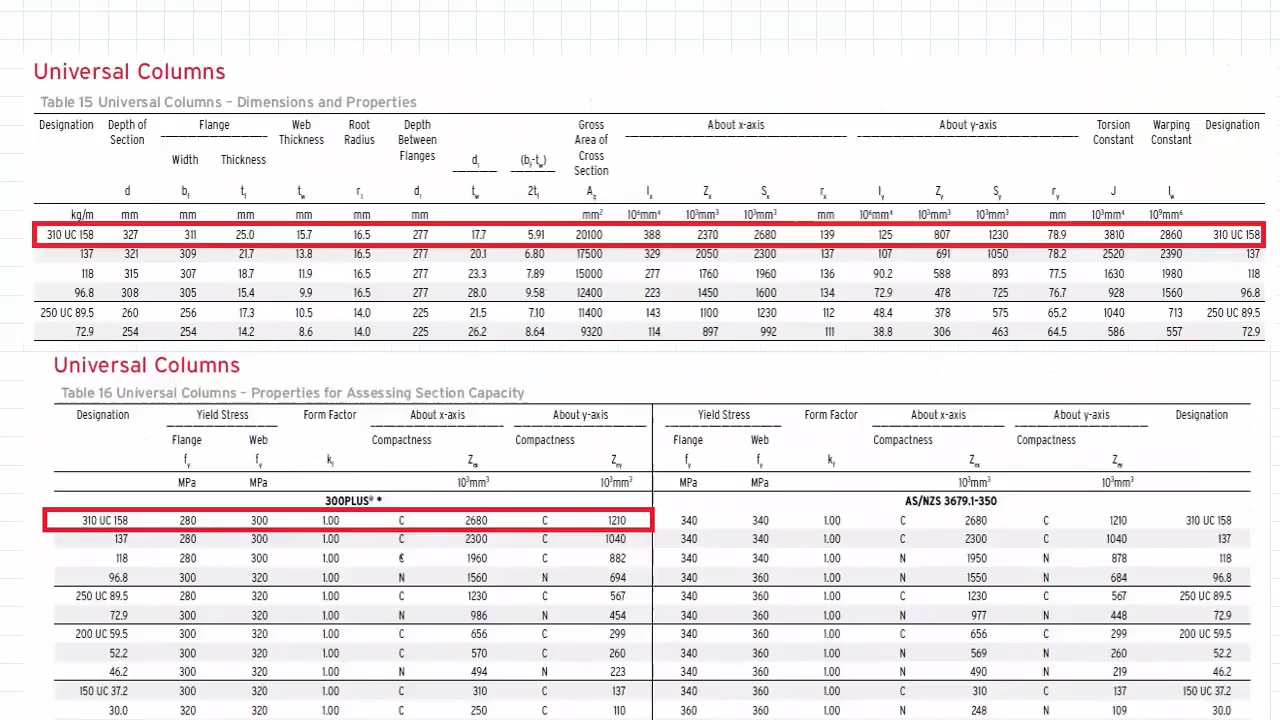 Universal Columns
Table 15 Universal Columns – Dimensions and Properties
Designation Depth of Section Flange Web Thickness Root Radius Depth Between Flanges Gross Area of Cross Section About x-axis About y-axis Torsion Constant Warping Constant Designation
Width Thickness
d bf tf tw r1 d1 d1/tw (bf-tw)/2tf Ag Ix Zx Sx rx Iy Zy Sy ry J Iw
kg/m mm mm mm mm mm mm mm² 10⁶mm⁴ 10³mm³ 10³mm³ mm 10⁶mm⁴ 10³mm³ 10³mm³ mm 10³mm⁴ 10⁹mm⁶
310 UC 158 327 311 25.0 15.7 16.5 277 17.7 5.91 20100 388 2370 2680 139 125 807 1230 78.9 3810 2860 310 UC 158
137 321 309 21.7 13.8 16.5 277 20.1 6.80 17500 329 2050 2300 137 107 691 1050 78.2 2520 2390 137
118 315 307 18.7 11.9 16.5 277 23.3 7.89 15000 277 1760 1960 136 90.2 588 893 77.5 1630 1980 118
96.8 308 305 15.4 9.9 16.5 277 28.0 9.58 12400 223 1450 1600 134 72.9 478 725 76.7 928 1560 96.8
250 UC 89.5 260 256 17.3 10.5 14.0 225 21.5 7.10 11400 143 1100 1230 112 48.4 378 575 65.2 1040 713 250 UC 89.5
72.9 254 254 14.2 8.6 14.0 225 26.2 8.64 9320 114 897 992 111 38.8 306 463 64.5 586 557 72.9
Universal Columns
Table 16 Universal Columns – Properties for Assessing Section Capacity
Designation Yield Stress Form Factor About x-axis About y-axis Yield Stress Form Factor About x-axis About y-axis Designation
Flange Web Compactness Compactness Flange Web Compactness Compactness
fy fy kf Zex Zey fy fy kf Zex Zey
MPa MPa 10³mm³ 10³mm³ MPa MPa 10³mm³ 10³mm³
300PLUS® * AS/NZS 3679.1-350
310 UC 158 280 300 1.00 C 2680 C 1210 340 340 1.00 C 2680 C 1210 310 UC 158
137 280 300 1.00 C 2300 C 1040 340 340 1.00 C 2300 C 1040 137
118 280 300 1.00 C 1960 C 882 340 340 1.00 N 1950 N 878 118
96.8 300 320 1.00 N 1560 N 694 340 360 1.00 N 1550 N 684 96.8
250 UC 89.5 280 320 1.00 C 1230 C 567 340 360 1.00 C 1230 C 567 250 UC 89.5
72.9 300 320 1.00 N 986 N 454 340 360 1.00 N 977 N 448 72.9
200 UC 59.5 300 320 1.00 C 656 C 299 340 360 1.00 C 656 C 299 200 UC 59.5
52.2 300 320 1.00 C 570 C 260 340 360 1.00 N 569 N 260 52.2
46.2 300 320 1.00 N 494 N 223 340 360 1.00 N 490 N 219 46.2
150 UC 37.2 300 320 1.00 C 310 C 137 340 360 1.00 C 310 C 137 150 UC 37.2
30.0 320 320 1.00 C 250 C 110 360 360 1.00 N 248 N 109 30.0